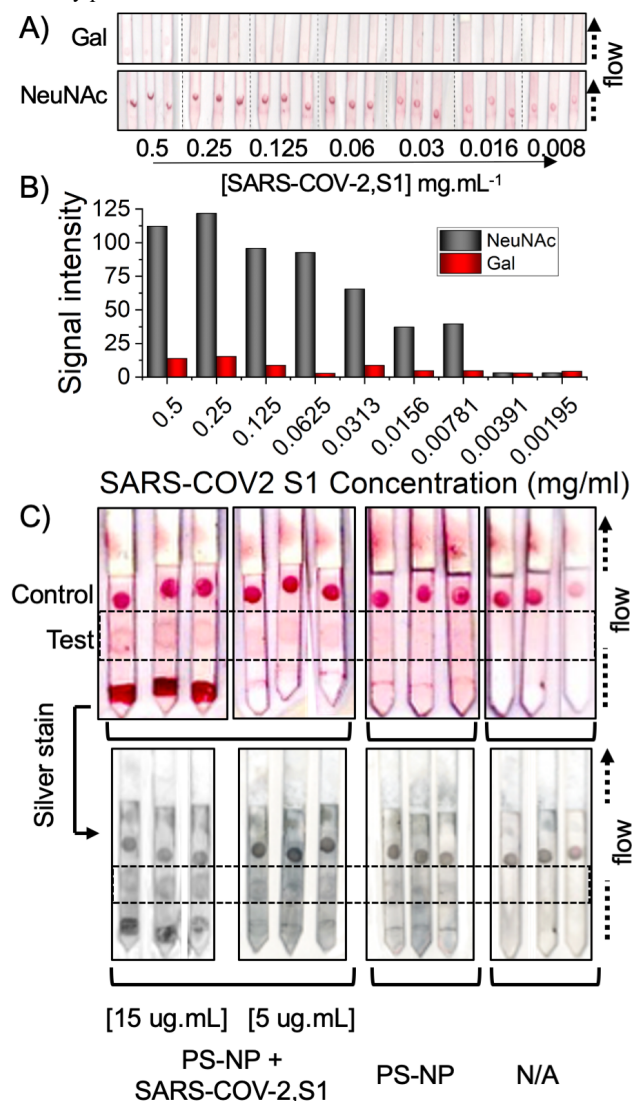 A)
Gal
NeuNAc
flow
0.5 0.25 0.125 0.06 0.03 0.016 0.008
[SARS-COV-2,S1] mg.mL-1
B)
Signal intensity
125
100
75
50
25
0
NeuNAc
Gal
0.5 0.25 0.125 0.0625 0.0313 0.0156 0.00781 0.00391 0.00195
SARS-COV2 S1 Concentration (mg/ml)
C)
Control
Test
flow
Silver stain
flow
[15 ug.mL] [5 ug.mL]
PS-NP +
SARS-COV-2,S1
PS-NP
N/A